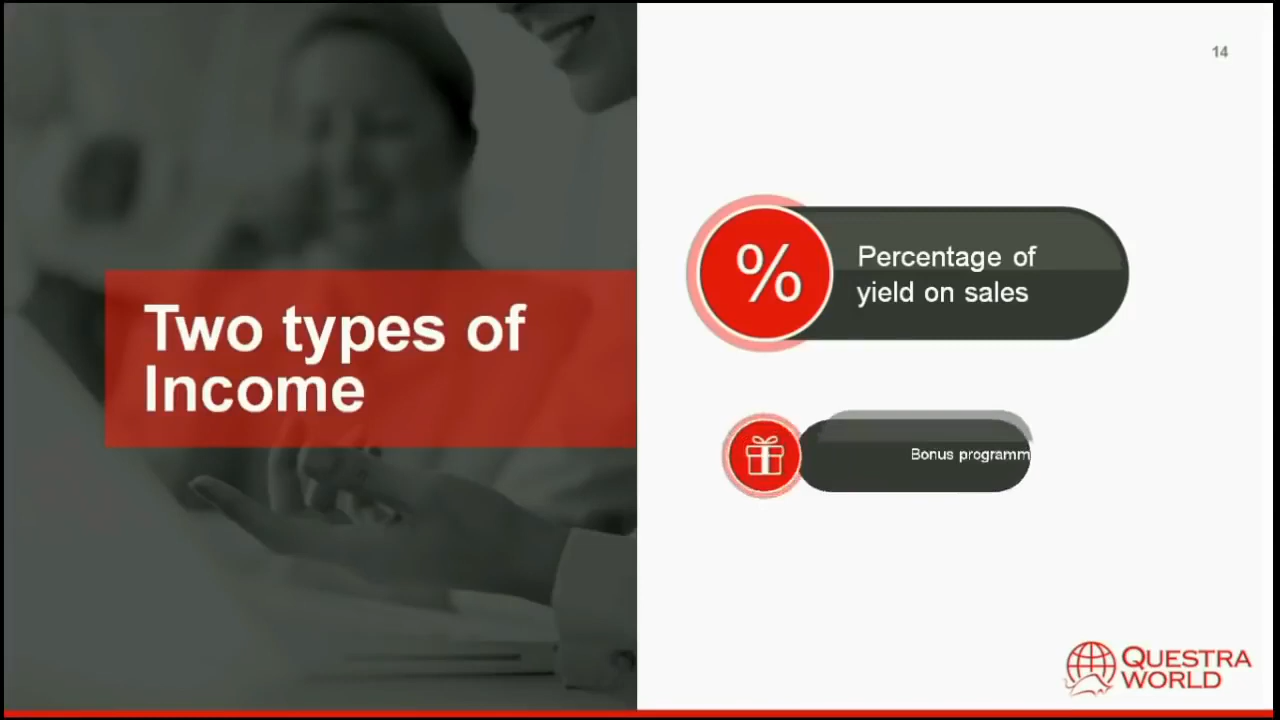 14
Two types of
Income
Percentage of
yield on sales
Bonus programm
QUESTRA
WORLD